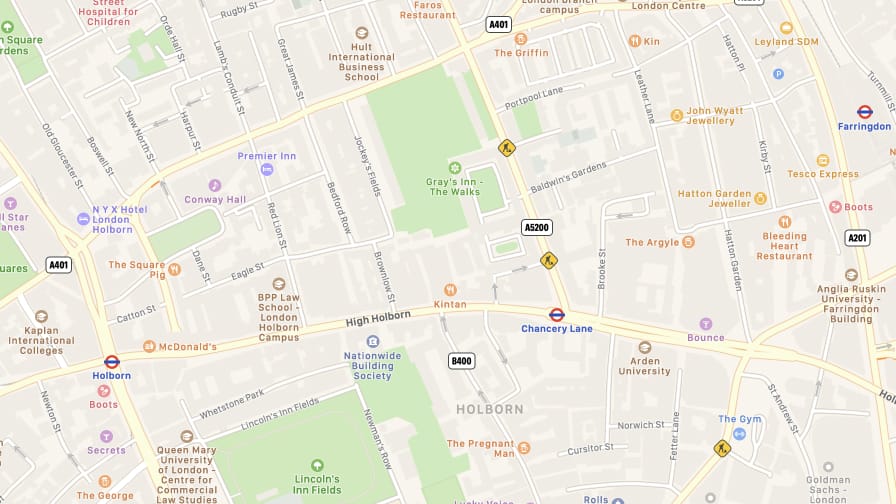 Street
Hospital for
Children
Rugby St
Faros
Restaurant
London Branch
campus
London Centre
A401
n Square
rdens
Orde Hall St
Lamb's Conduit St
Great James St
Hult
International
Business
School
The Griffin
Kin
Hatton Pl
Leyland SDM
P
Turnmill St
Portpool Lane
Leather Lane
John Wyatt
Jewellery
Farringdon
Old Gloucester St
Boswell St
New North St
Harpur St
Premier Inn
Jockey's Fields
Kirby St
Tesco Express
Conway Hall
Gray's Inn -
The Walks
Baldwin's Gardens
Hatton Garden
Jeweller
Boots
ll Star
anes
N Y X Hotel
London
Holborn
Bedford Row
Red Lion St
A5200
A201
Bleeding
Heart
Restaurant
The Argyle
Hatton Garden
A401
The Square
Pig
Dane St
Eagle St
Brownlow St
Brooke St
quares
Anglia Ruskin
University -
Farringdon
Building
BPP Law
School -
London
Holborn
Campus
Catton St
High Holborn
Kintan
Chancery Lane
Bounce
Kaplan
International
Colleges
McDonald's
Nationwide
Building
Society
B400
Arden
University
Holborn
Boots
Whetstone Park
Lincoln's Inn Fields
HOLBORN
Newton St
Newman's Row
Norwich St
Fetter Lane
St Andrew St
Hol
The Gym
Secrets
Queen Mary
University
of London -
Centre for
Commercial
Law Studies
The Pregnant
Man
Cursitor St
Lincoln's
Inn Fields
The George
Goldman
Sachs -
London
Lucky Voice
Rolls